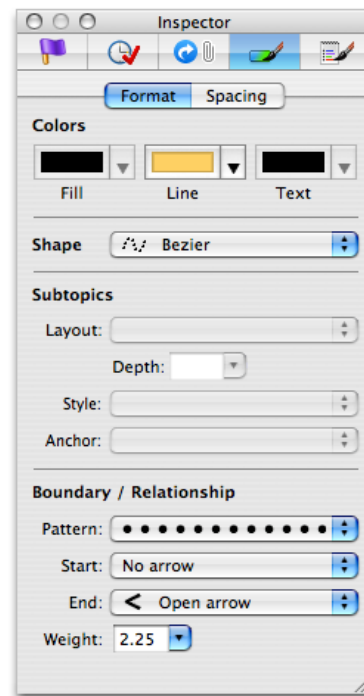 Inspector
Format Spacing
Colors
Fill Line Text
Shape Bezier
Subtopics
Layout:
Depth:
Style:
Anchor:
Boundary / Relationship
Pattern:
Start: No arrow
End: Open arrow
Weight: 2.25